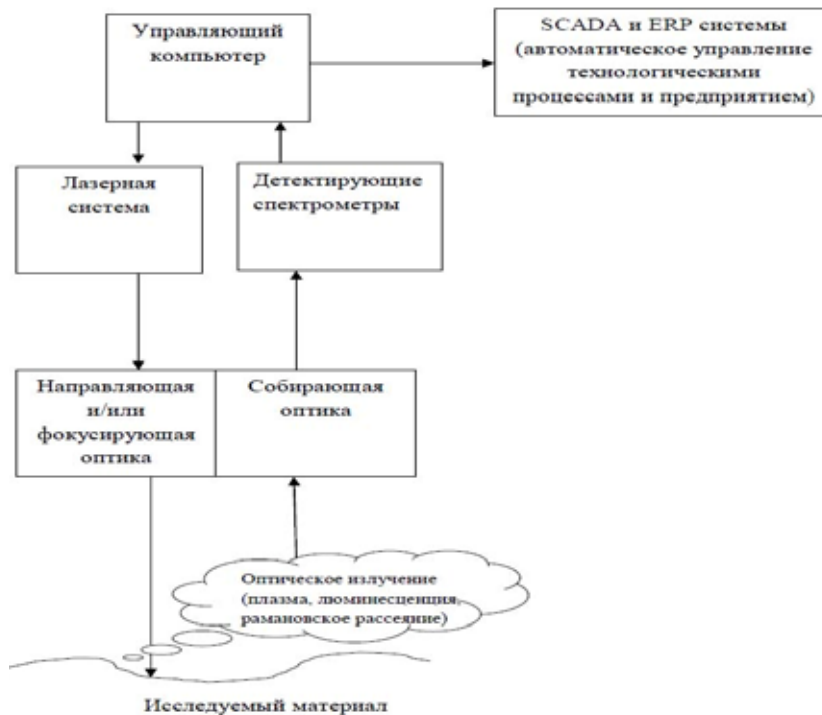 Управляющий
компьютер
SCADA и ERP системы
(автоматическое управление
технологическими
процессами и предприятием)
Лазерная
система
Детектирующие
спектрометры
Направляющая
и/или
фокусирующая
оптика
Собирающая
оптика
Оптическое излучение
(плазма, люминесценция,
рамановское рассеяние)
Исследуемый материал